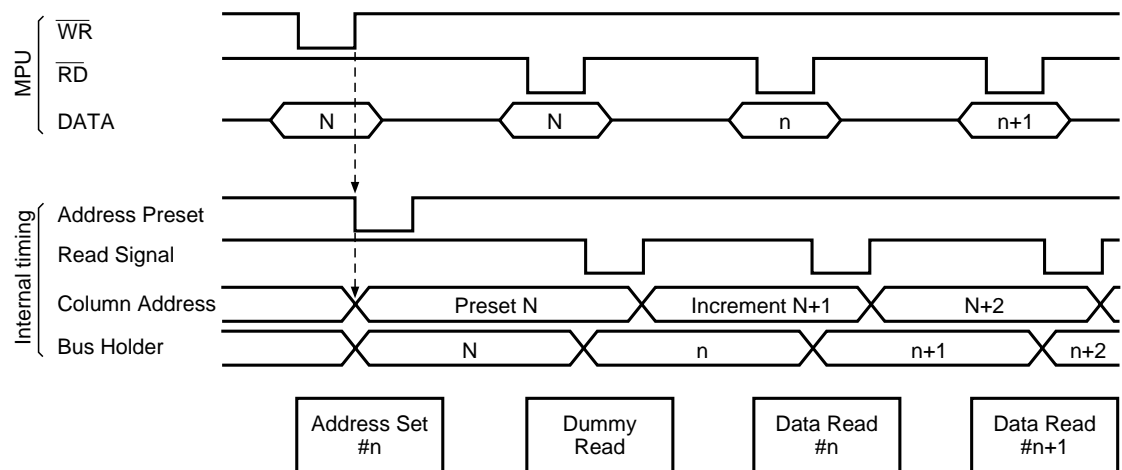 MPU
WR
RD
DATA
N
N
n
n+1
Internal timing
Address Preset
Read Signal
Column Address
Preset N
Increment N+1
N+2
Bus Holder
N
n
n+1
n+2
Address Set
#n
Dummy
Read
Data Read
#n
Data Read
#n+1